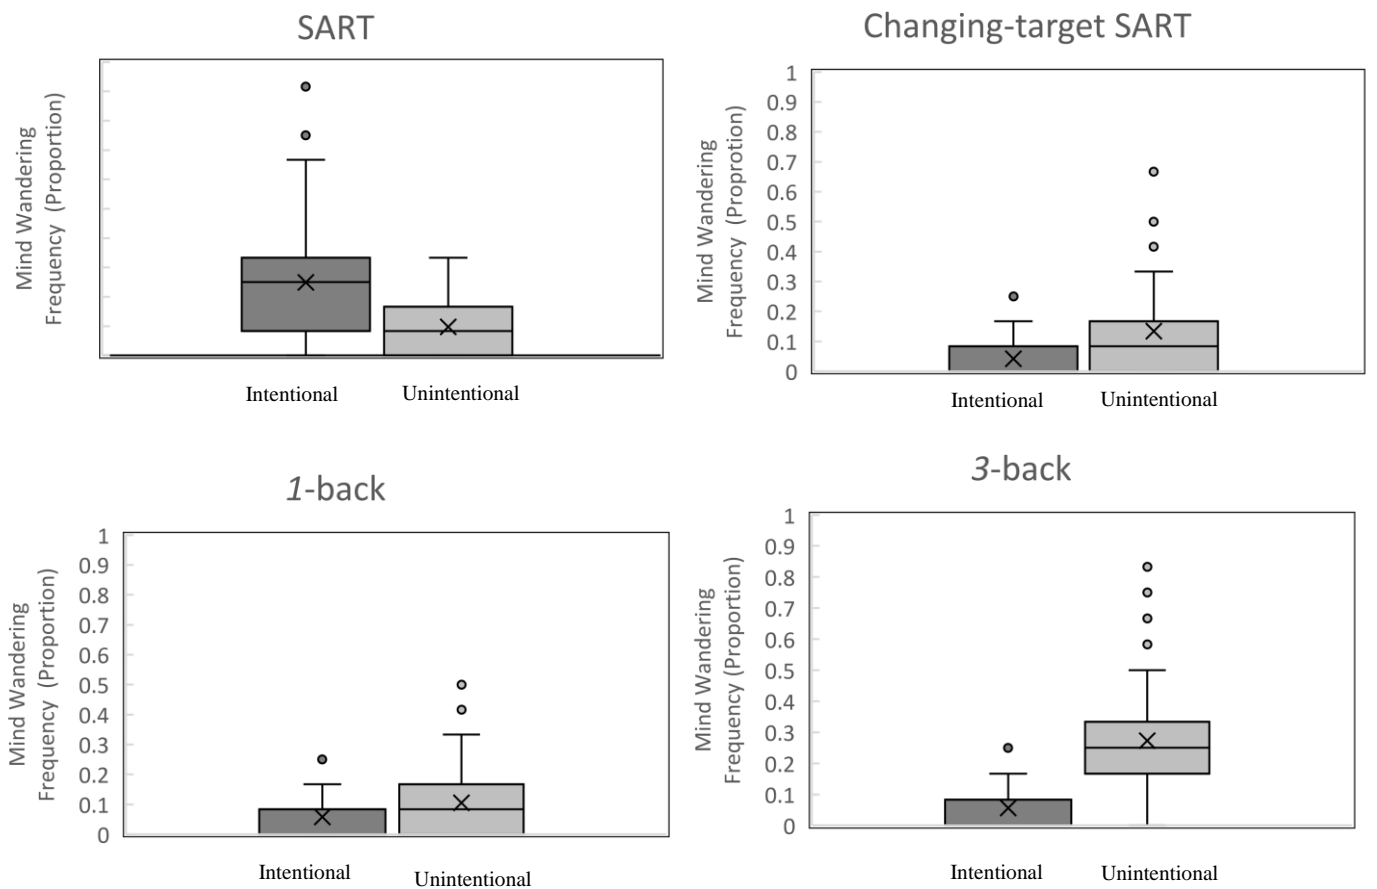 SART
Mind Wandering
Frequency (Proportion)
Intentional
Unintentional
Changing-target SART
Mind Wandering
Frequency (Proprotion)
1
0.9
0.8
0.7
0.6
0.5
0.4
0.3
0.2
0.1
0
Intentional
Unintentional
1-back
Mind Wandering
Frequency (Proportion)
1
0.9
0.8
0.7
0.6
0.5
0.4
0.3
0.2
0.1
0
Intentional
Unintentional
3-back
Mind Wandering
Frequency (Proportion)
1
0.9
0.8
0.7
0.6
0.5
0.4
0.3
0.2
0.1
0
Intentional
Unintentional